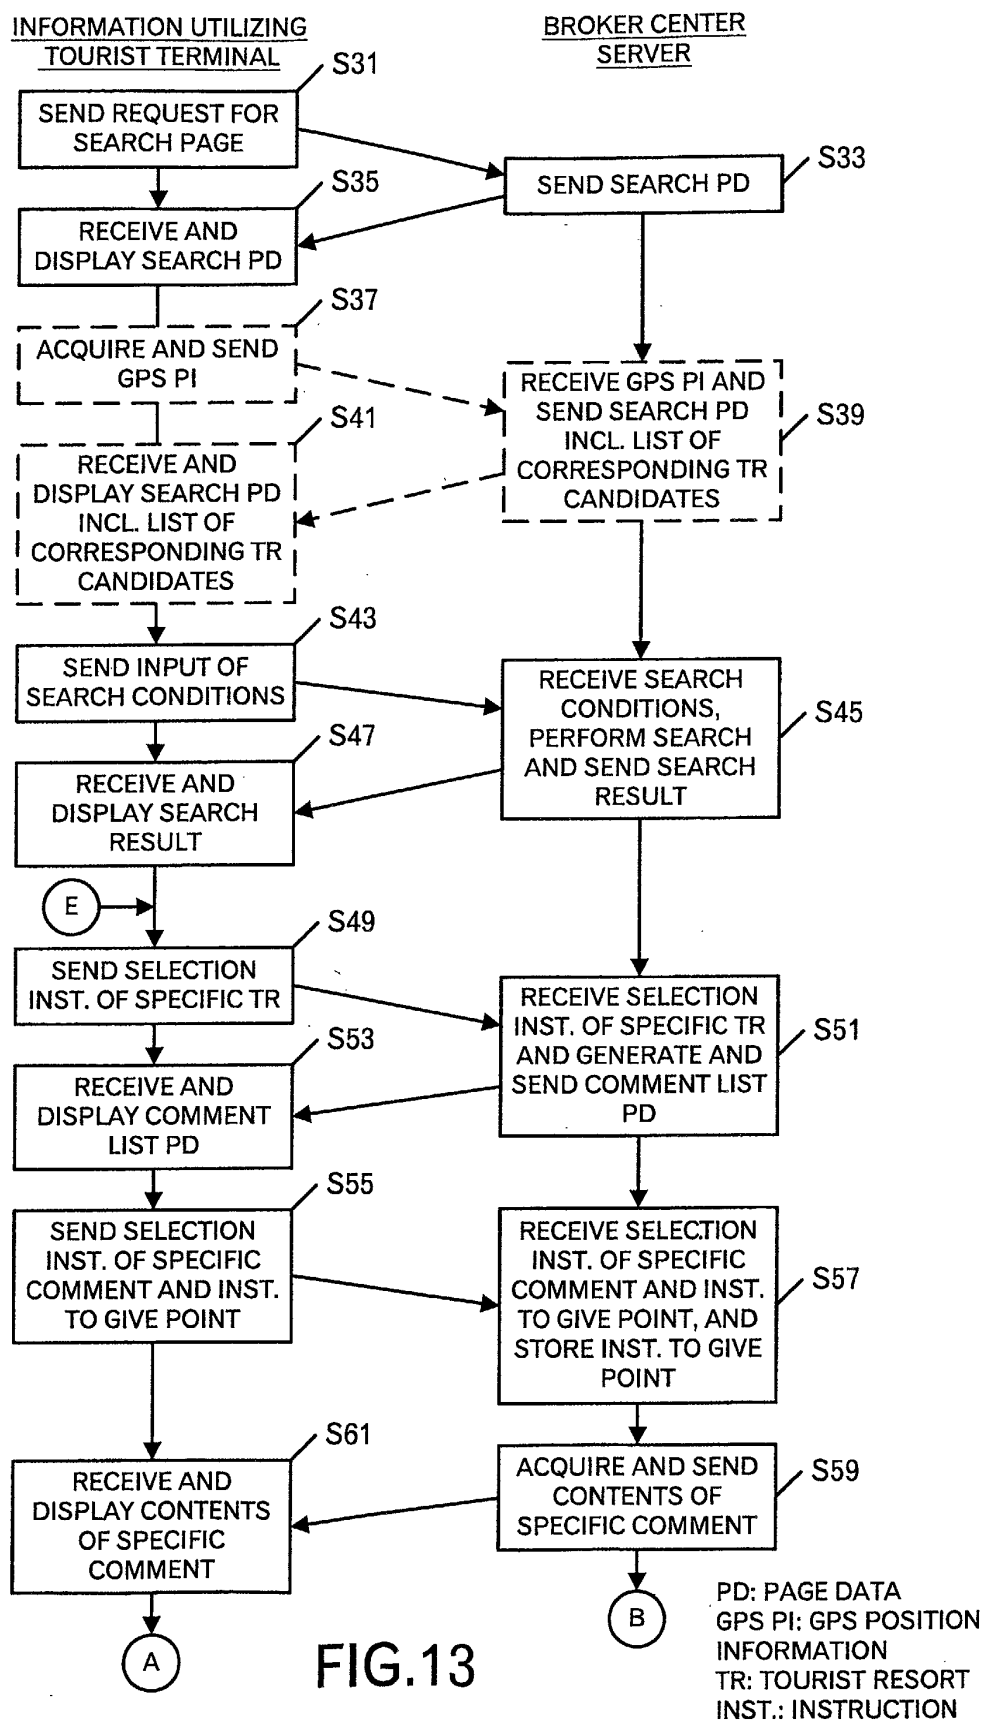 INFORMATION UTILIZING
TOURIST TERMINAL
BROKER CENTER
SERVER
S31
SEND REQUEST FOR
SEARCH PAGE
S33
SEND SEARCH PD
S35
RECEIVE AND
DISPLAY SEARCH PD
S37
ACQUIRE AND SEND
GPS PI
S39
RECEIVE GPS PI AND
SEND SEARCH PD
INCL. LIST OF
CORRESPONDING TR
CANDIDATES
S41
RECEIVE AND
DISPLAY SEARCH PD
INCL. LIST OF
CORRESPONDING TR
CANDIDATES
S43
SEND INPUT OF
SEARCH CONDITIONS
S45
RECEIVE SEARCH
CONDITIONS,
PERFORM SEARCH
AND SEND SEARCH
RESULT
S47
RECEIVE AND
DISPLAY SEARCH
RESULT
E
S49
SEND SELECTION
INST. OF SPECIFIC TR
S51
RECEIVE SELECTION
INST. OF SPECIFIC TR
AND GENERATE AND
SEND COMMENT LIST
PD
S53
RECEIVE AND
DISPLAY COMMENT
LIST PD
S55
SEND SELECTION
INST. OF SPECIFIC
COMMENT AND INST.
TO GIVE POINT
S57
RECEIVE SELECTION
INST. OF SPECIFIC
COMMENT AND INST.
TO GIVE POINT, AND
STORE INST. TO GIVE
POINT
S59
ACQUIRE AND SEND
CONTENTS OF
SPECIFIC COMMENT
S61
RECEIVE AND
DISPLAY CONTENTS
OF SPECIFIC
COMMENT
A
B
FIG.13
PD: PAGE DATA
GPS PI: GPS POSITION
INFORMATION
TR: TOURIST RESORT
INST.: INSTRUCTION